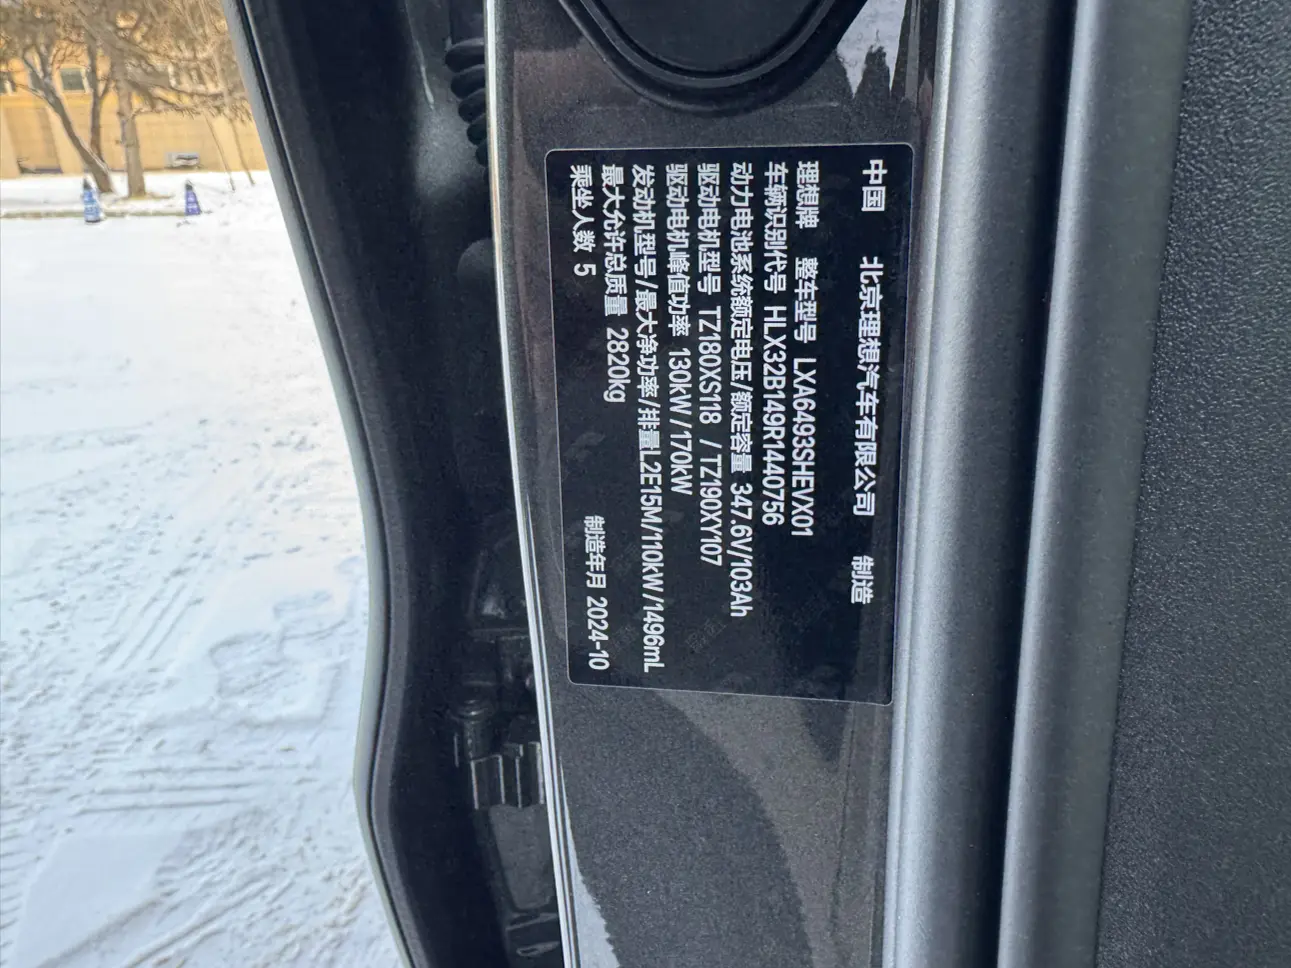 中国 北京理想汽车有限公司 制造
理想牌 整车型号 LXA6493SHEVX01
车辆识别代号 HLX32B149R1440756
动力电池系统额定电压/额定容量 347.6V/103Ah
驱动电机型号 TZ180XS118 / TZ190XY107
驱动电机峰值功率 130kW / 170kW
发动机型号/最大净功率/排量L2E15M/110kW/1496mL
最大允许总质量 2820kg
乘坐人数 5 制造年月 2024-10